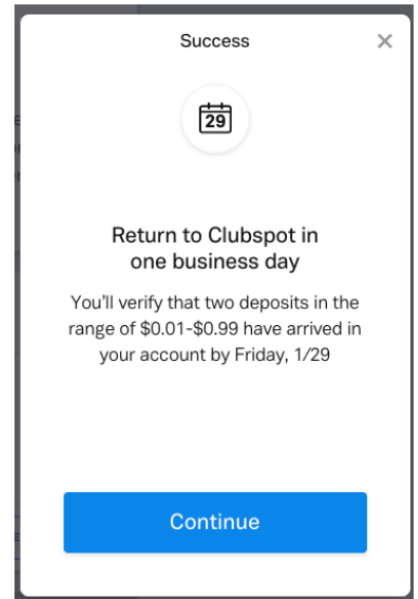 Success
29
Return to Clubspot in
one business day
You'll verify that two deposits in the
range of $0.01-$0.99 have arrived in
your account by Friday, 1/29
Continue